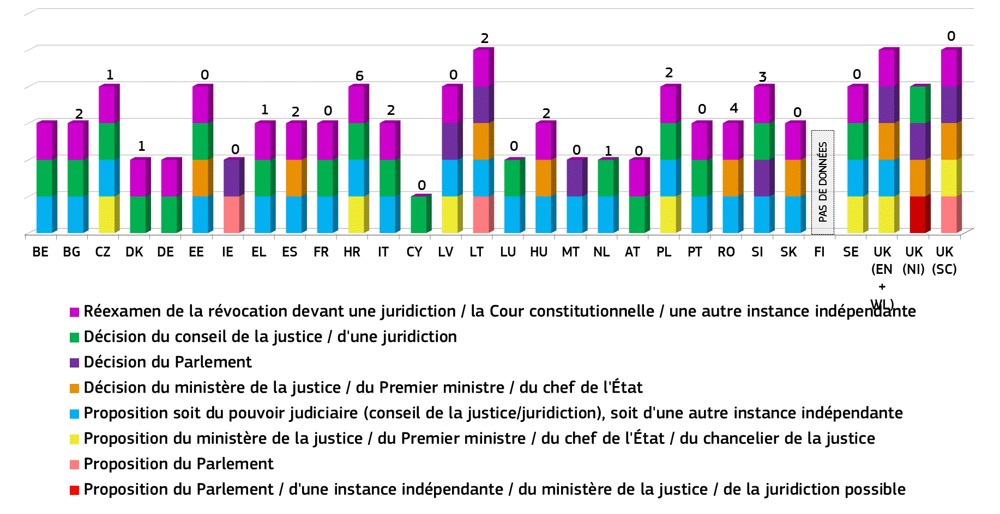 2 0
1 0 6 0 2 3 0
2 1 2 0 2 2 0 4 0
1 0 0 0 1 0
0
PAS DE DONNÉES
BE BG CZ DK DE EE IE EL ES FR HR IT CY LV LT LU HU MT NL AT PL PT RO SI SK FI SE UK UK UK
(EN (NI) (SC)
+
WL)
Réexamen de la révocation devant une juridiction / la Cour constitutionnelle / une autre instance indépendante
Décision du conseil de la justice / d'une juridiction
Décision du Parlement
Décision du ministère de la justice / du Premier ministre / du chef de l'État
Proposition soit du pouvoir judiciaire (conseil de la justice/juridiction), soit d'une autre instance indépendante
Proposition du ministère de la justice / du Premier ministre / du chef de l'État / du chancelier de la justice
Proposition du Parlement
Proposition du Parlement / d'une instance indépendante / du ministère de la justice / de la juridiction possible